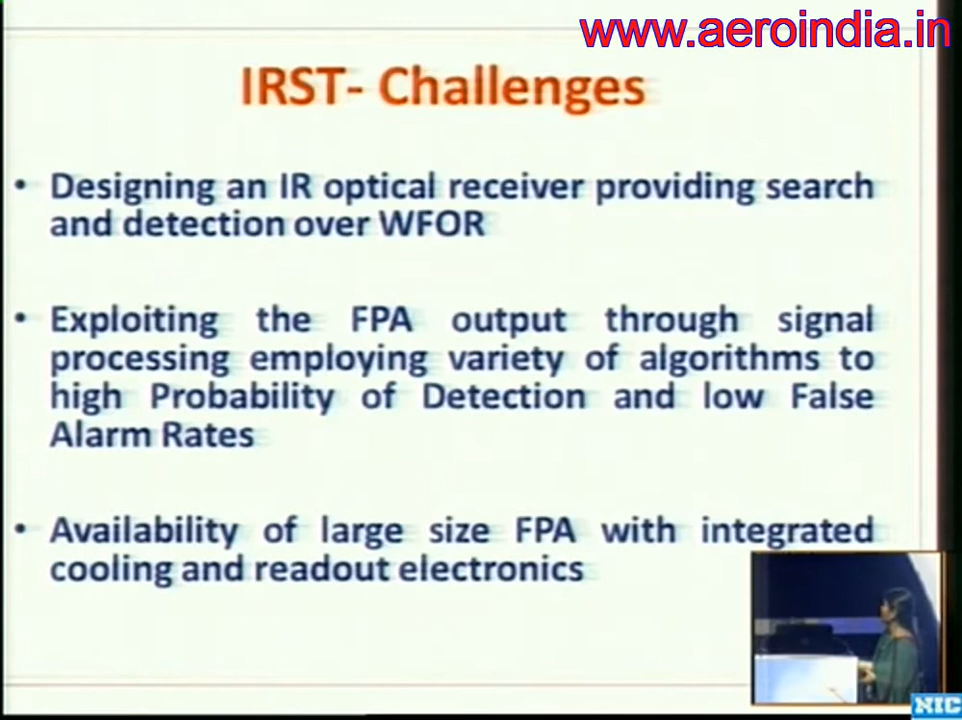 www.aeroindia.in
IRST- Challenges
• Designing an IR optical receiver providing search
and detection over WFOR
• Exploiting the FPA output through signal
processing employing variety of algorithms to
high Probability of Detection and low False
Alarm Rates
• Availability of large size FPA with integrated
cooling and readout electronics
NIC